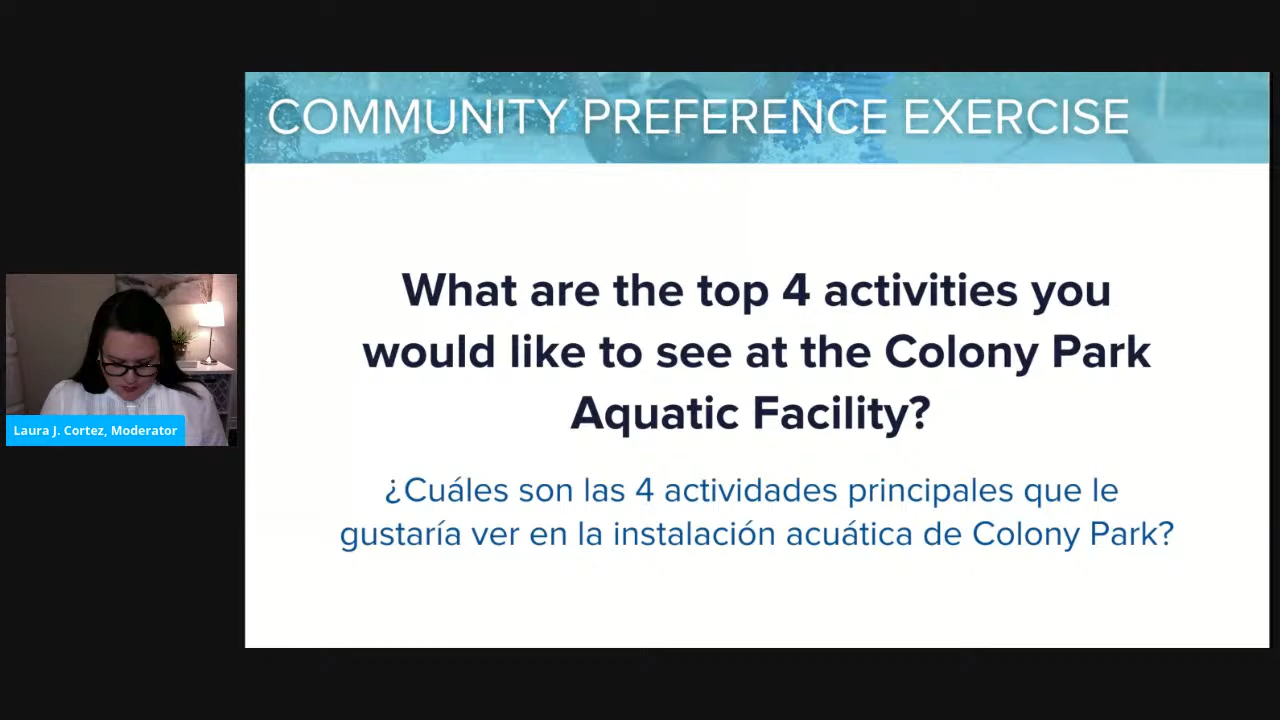 COMMUNITY PREFERENCE EXERCISE
What are the top 4 activities you
would like to see at the Colony Park
Aquatic Facility?
¿Cuáles son las 4 actividades principales que le
gustaría ver en la instalación acuática de Colony Park?
Laura J. Cortez, Moderator